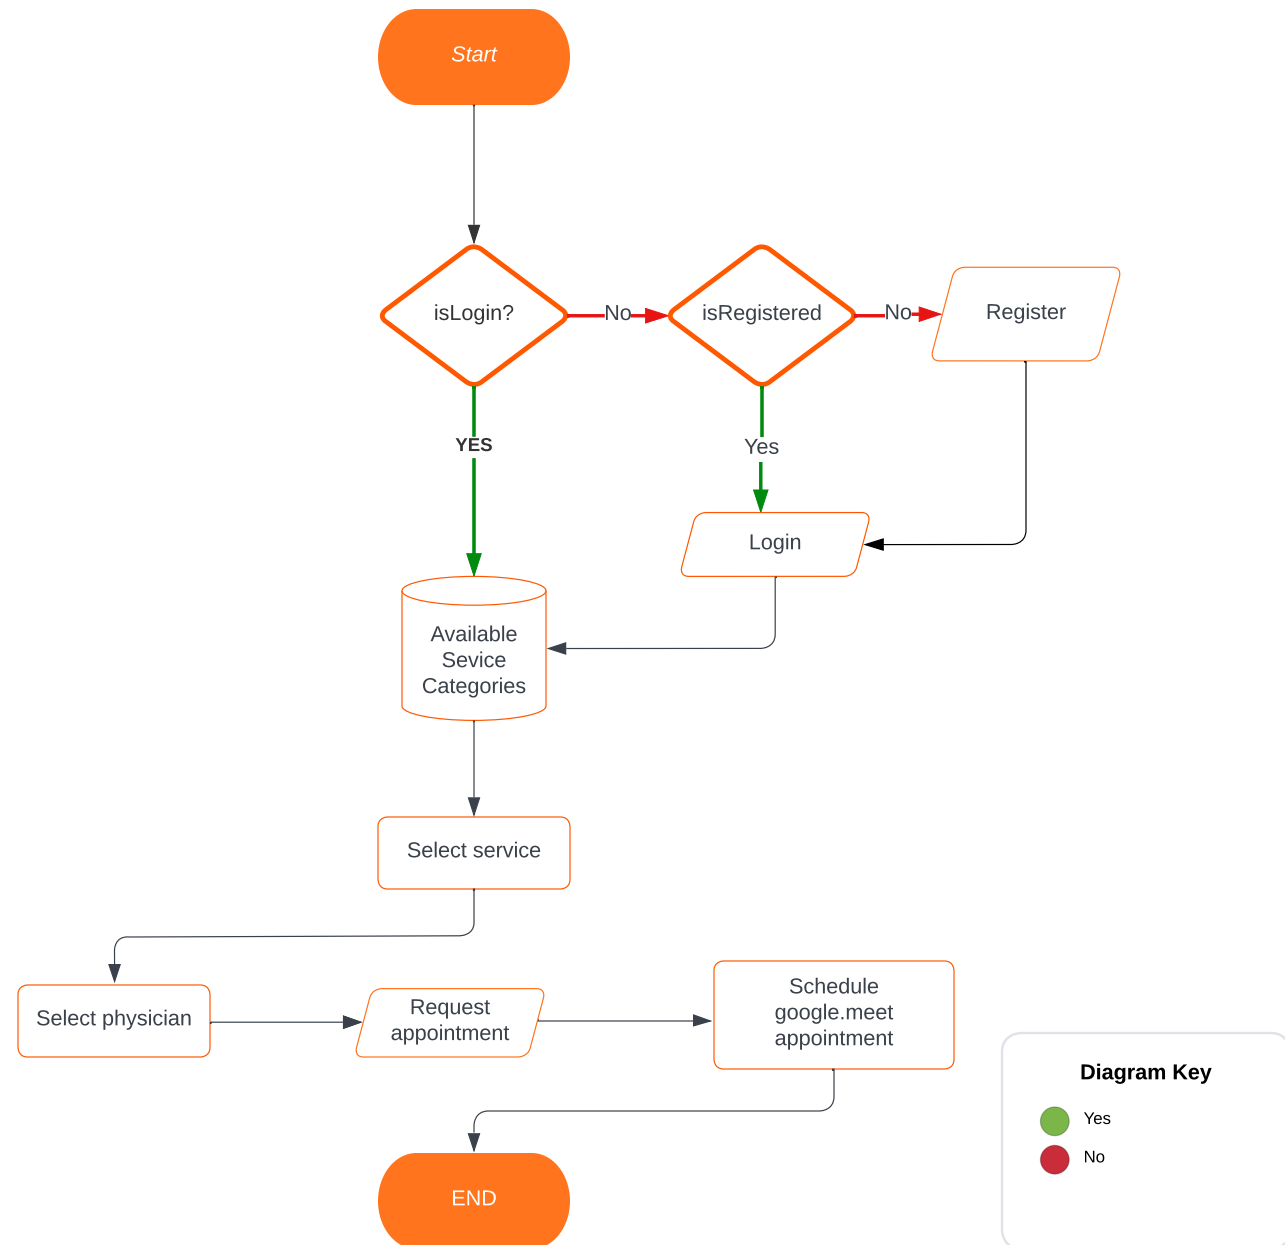 Start
isLogin?
No
isRegistered
No
Register
YES
Yes
Login
Available
Sevice
Categories
Select service
Select physician
Request
appointment
Schedule
google.meet
appointment
END
Diagram Key
Yes
No